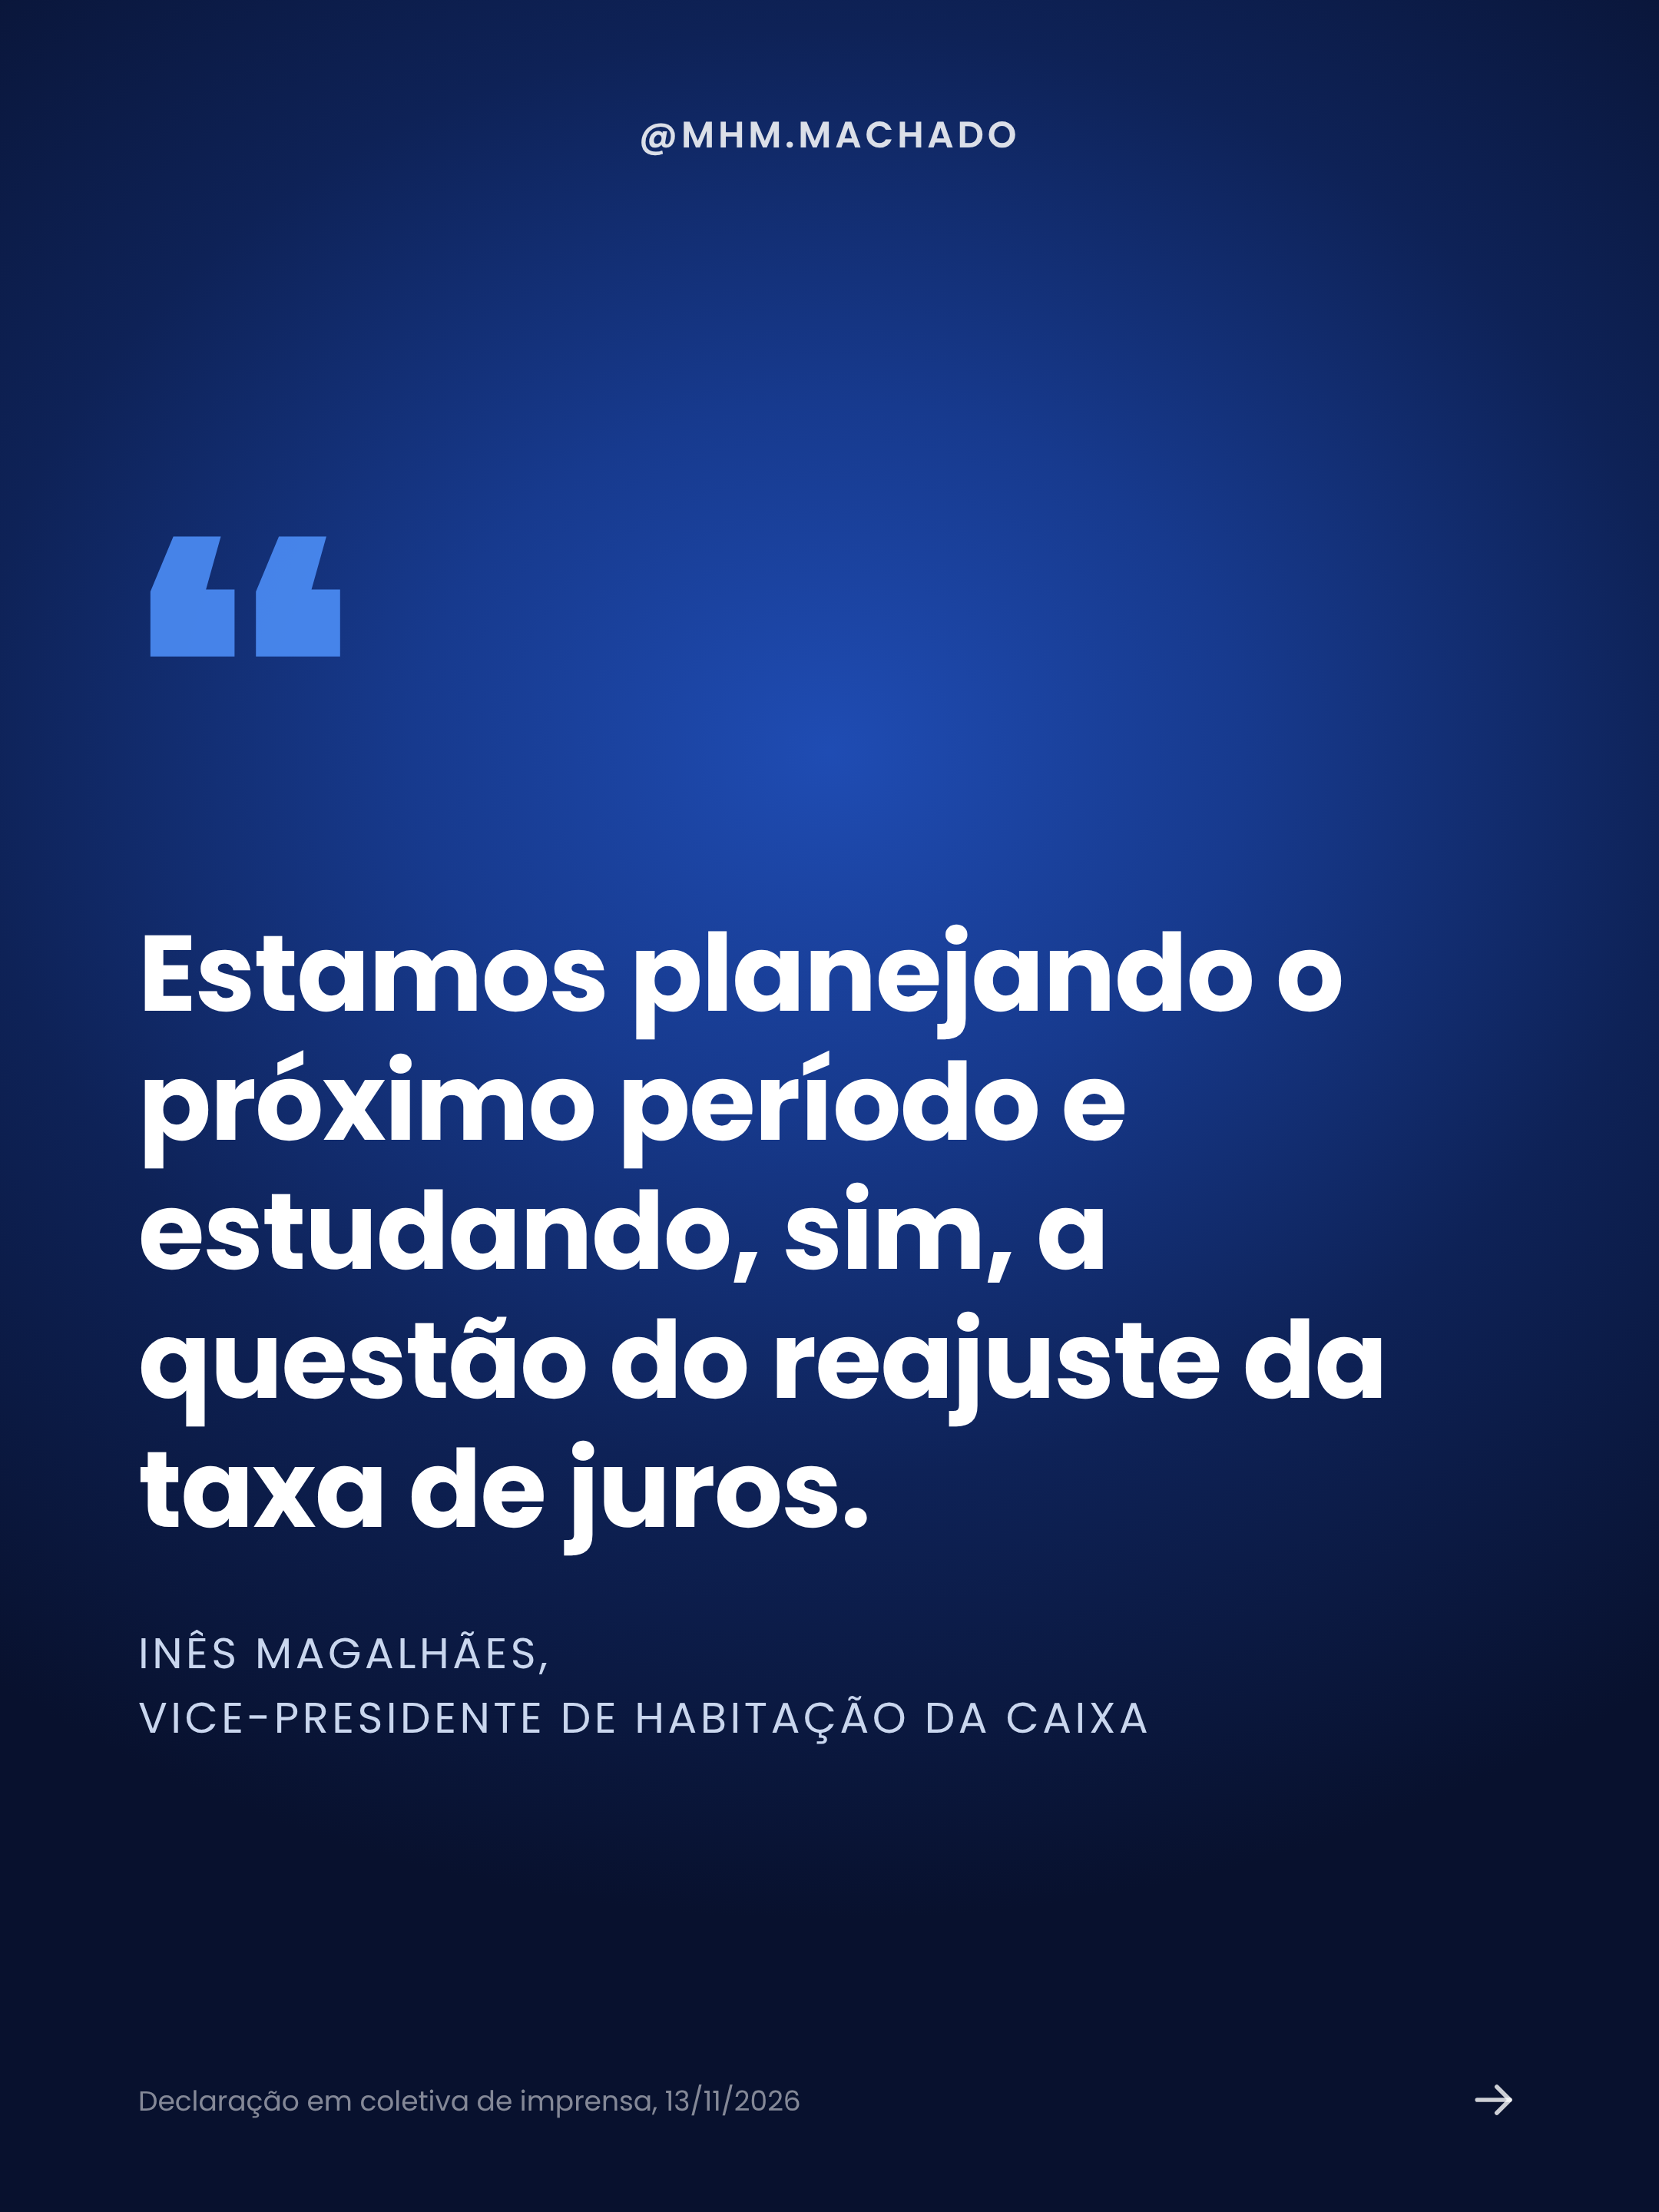 @MHM.MACHADO
“
Estamos planejando o
próximo período e
estudando, sim, a
questão do reajuste da
taxa de juros.
INÊS MAGALHÃES,
VICE-PRESIDENTE DE HABITAÇÃO DA CAIXA
Declaração em coletiva de imprensa, 13/11/2026